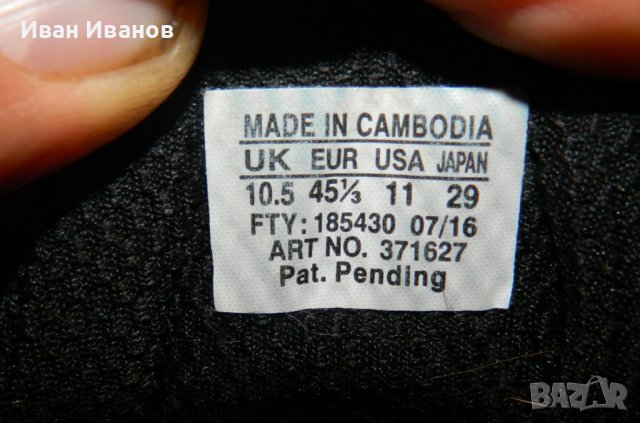 Иван Иванов
MADE IN CAMBODIA
UK EUR USA JAPAN
10.5 45⅓ 11 29
FTY: 185430 07/16
ART NO. 371627
Pat. Pending
BAZAR